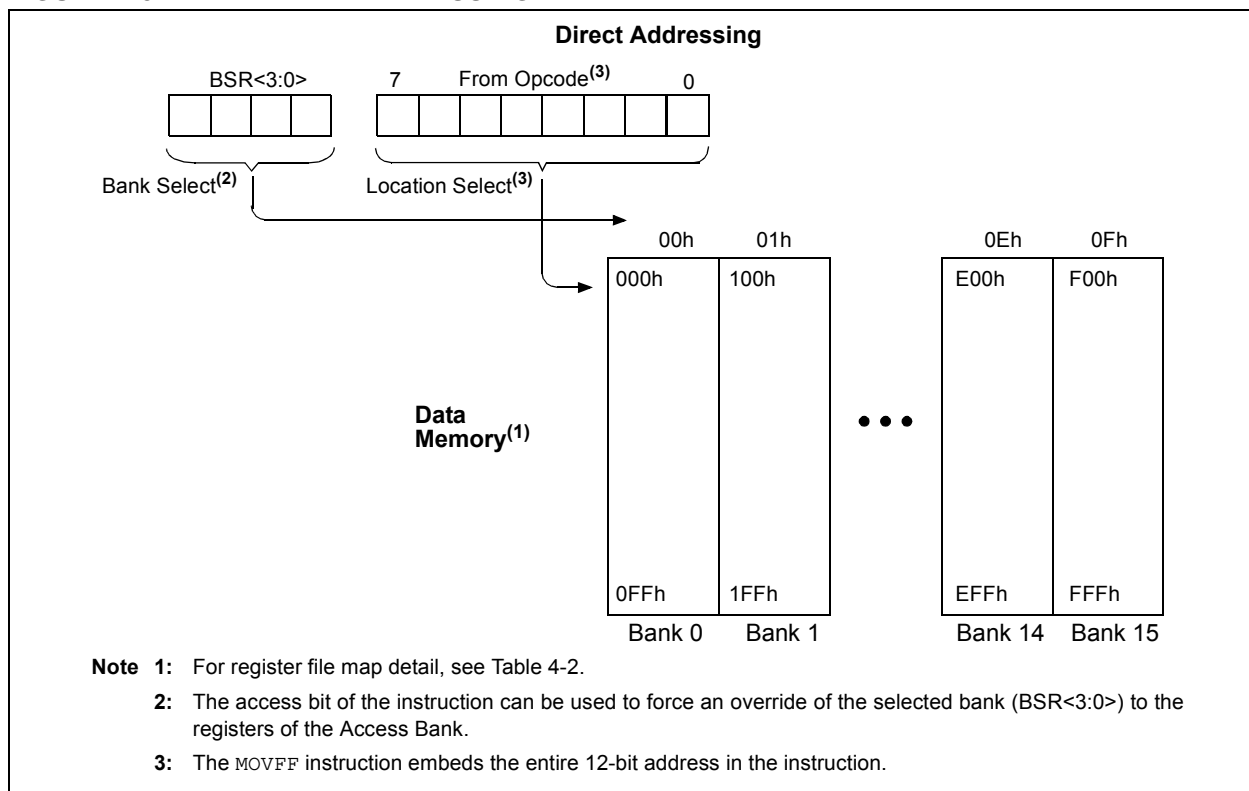 Direct Addressing
BSR<3:0>
7 From Opcode(3) 0
Bank Select(2)
Location Select(3)
00h 01h 0Eh 0Fh
000h 100h E00h F00h
Data
Memory(1)
0FFh 1FFh EFFh FFFh
Bank 0 Bank 1 Bank 14 Bank 15
Note 1: For register file map detail, see Table 4-2.
2: The access bit of the instruction can be used to force an override of the selected bank (BSR<3:0>) to the
registers of the Access Bank.
3: The MOVFF instruction embeds the entire 12-bit address in the instruction.